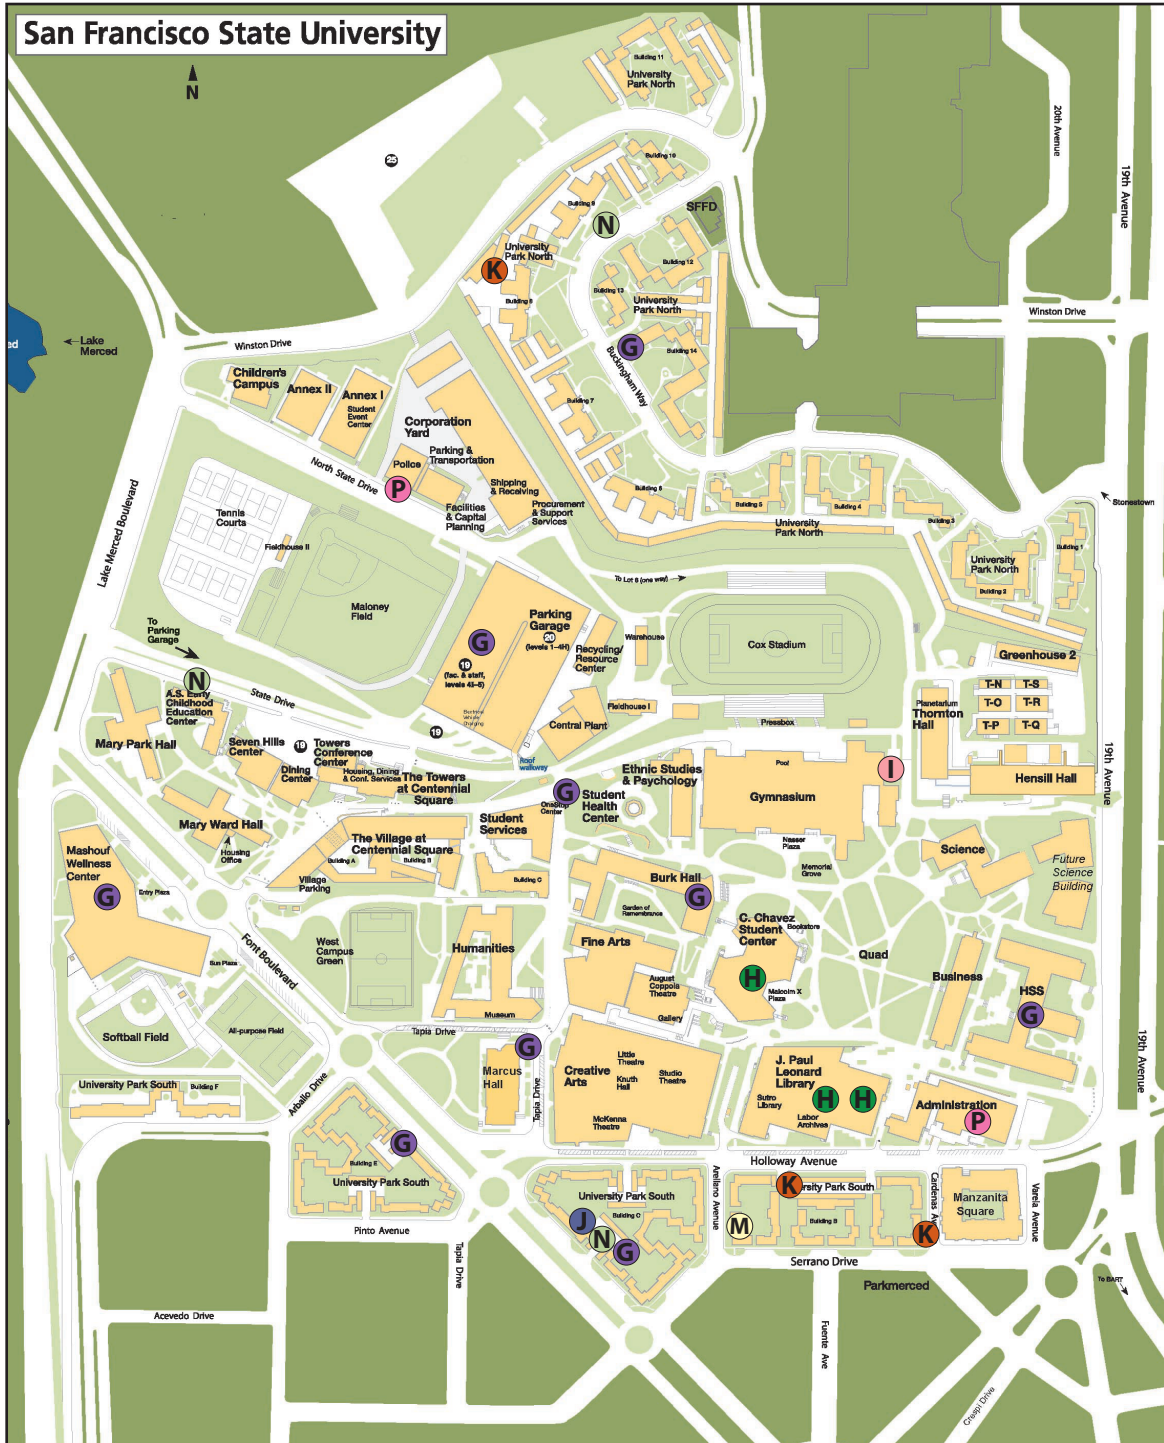 San Francisco State University
N
Building 11
University
Park North
20th Avenue
19th Avenue
25
Building 10
Building 9
SFFD
N
University
Park North
K
Building 12
Building 13
Building 8
University
Park North
Winston Drive
ed
Lake
Merced
Winston Drive
G
Building 14
Buckingham Way
Children's
Campus
Annex II
Annex I
Student
Event
Center
Building 7
Corporation
Yard
Parking &
Transportation
Police
North State Drive
P
Shipping
& Receiving
Building 6
Building 5
Building 4
Building 3
Stonestown
Facilities
& Capital
Planning
Procurement
& Support
Services
University
Park North
Tennis
Courts
Fieldhouse II
Lake Merced Boulevard
Building 1
University
Park North
Building 2
To Lot 6 (one way)
Maloney
Field
Parking
Garage
20
(levels 1-4H)
G
19
(fac. & staff,
levels 4I-5)
Electrical
Vehicle
Charging
To
Parking
Garage
Warehouse
Recycling/
Resource
Center
Cox Stadium
Greenhouse 2
N
A.S. Early
Childhood
Education
Center
State Drive
T-N
T-S
T-O
T-R
T-P
T-Q
Planetarium
Thornton
Hall
Fieldhouse I
Central Plant
Pressbox
19
Mary Park Hall
Seven Hills
Center
19
Towers
Conference
Center
Dining
Center
Housing, Dining
& Conf. Services
The Towers
at Centennial
Square
Roof
walkway
Ethnic Studies
& Psychology
Pool
I
Gymnasium
Hensill Hall
19th Avenue
G
OneStop
Center
Student
Health
Center
Mary Ward Hall
Housing
Office
The Village at
Centennial Square
Building A
Building B
Student
Services
Building C
Village
Parking
Nasser
Plaza
Memorial
Grove
Science
Future
Science
Building
Mashouf
Wellness
Center
G
Entry Plaza
Burk Hall
G
Garden of
Remembrance
C. Chavez
Student
Center
Bookstore
H
Malcolm X
Plaza
Quad
West
Campus
Green
Humanities
Museum
Fine Arts
August
Coppola
Theatre
Gallery
Business
HSS
G
Font Boulevard
Sun Plaza
Softball Field
All-purpose Field
Tapia Drive
G
Marcus
Hall
Tapia Drive
Creative
Arts
Little
Theatre
Knuth
Hall
Studio
Theatre
McKenna
Theatre
J. Paul
Leonard
Library
Sutro
Library
H
H
Labor
Archives
Administration
P
19th Avenue
University Park South
Building F
Arballo Drive
G
Building E
University Park South
Holloway Avenue
University Park South
Building C
J
N
G
Arellano Avenue
K
rsity Park South
Building B
M
Cardenas Av
K
Manzanita
Square
Varela Avenue
Pinto Avenue
Tapia Drive
Serrano Drive
Parkmerced
To BART
Acevedo Drive
Fuente Ave
Crespi Drive